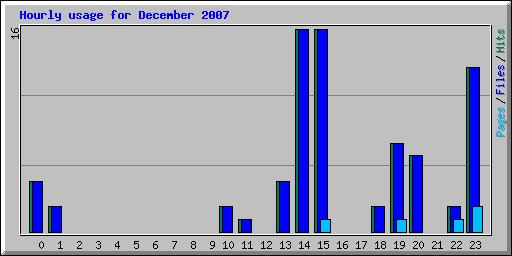 Hourly usage for December 2007
16
Pages/Files/Hits
0 1 2 3 4 5 6 7 8 9 10 11 12 13 14 15 16 17 18 19 20 21 22 23